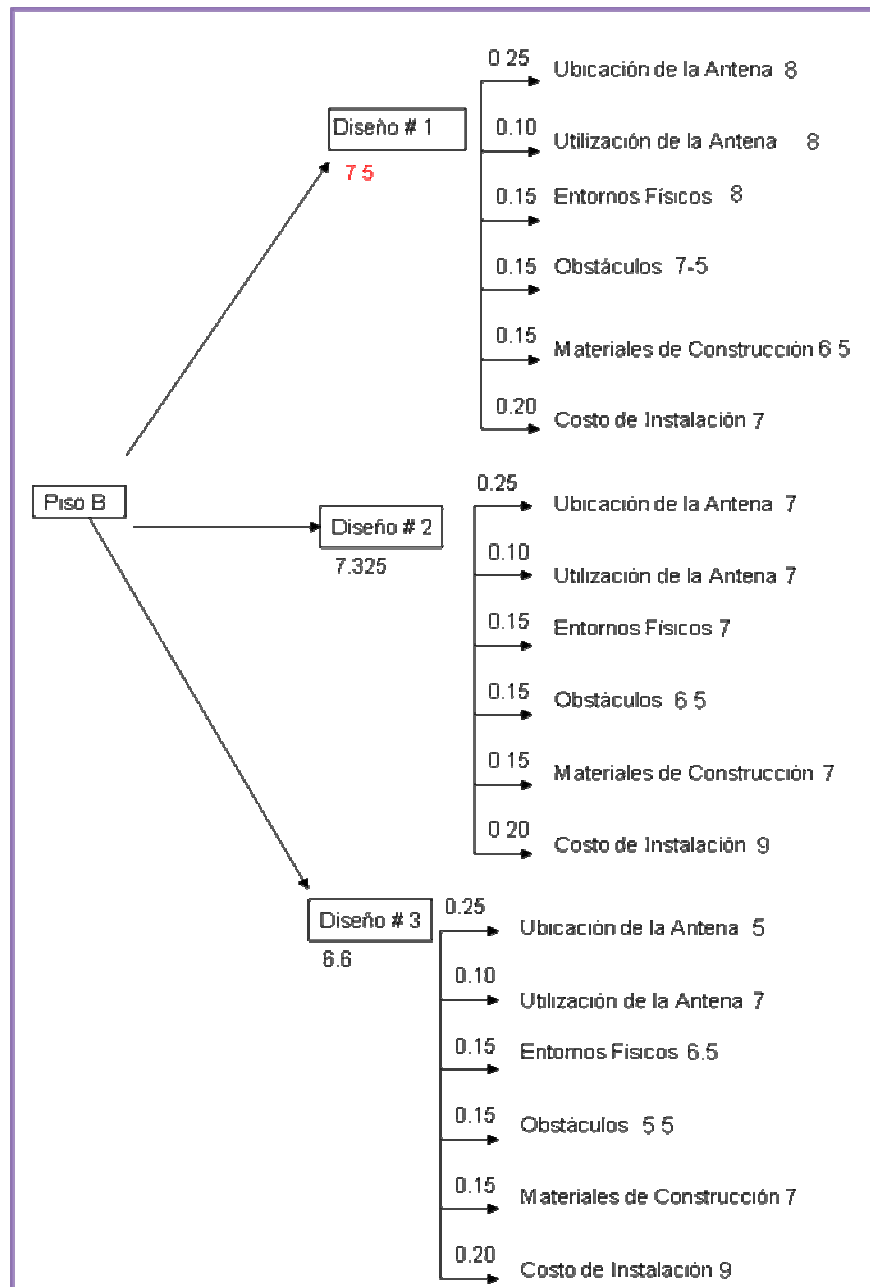 0 25 Ubicación de la Antena 8
Diseño # 1
7 5
0.10 Utilización de la Antena 8
0.15 Entornos Físicos 8
0.15 Obstáculos 7-5
0.15 Materiales de Construcción 6 5
0.20 Costo de Instalación 7
Piso B
Diseño # 2
7.325
0.25 Ubicación de la Antena 7
0.10 Utilización de la Antena 7
0.15 Entornos Físicos 7
0.15 Obstáculos 6 5
0 15 Materiales de Construcción 7
0 20 Costo de Instalación 9
Diseño # 3
6.6
0.25 Ubicación de la Antena 5
0.10 Utilización de la Antena 7
0.15 Entornos Físicos 6.5
0.15 Obstáculos 5 5
0.15 Materiales de Construcción 7
0.20 Costo de Instalación 9